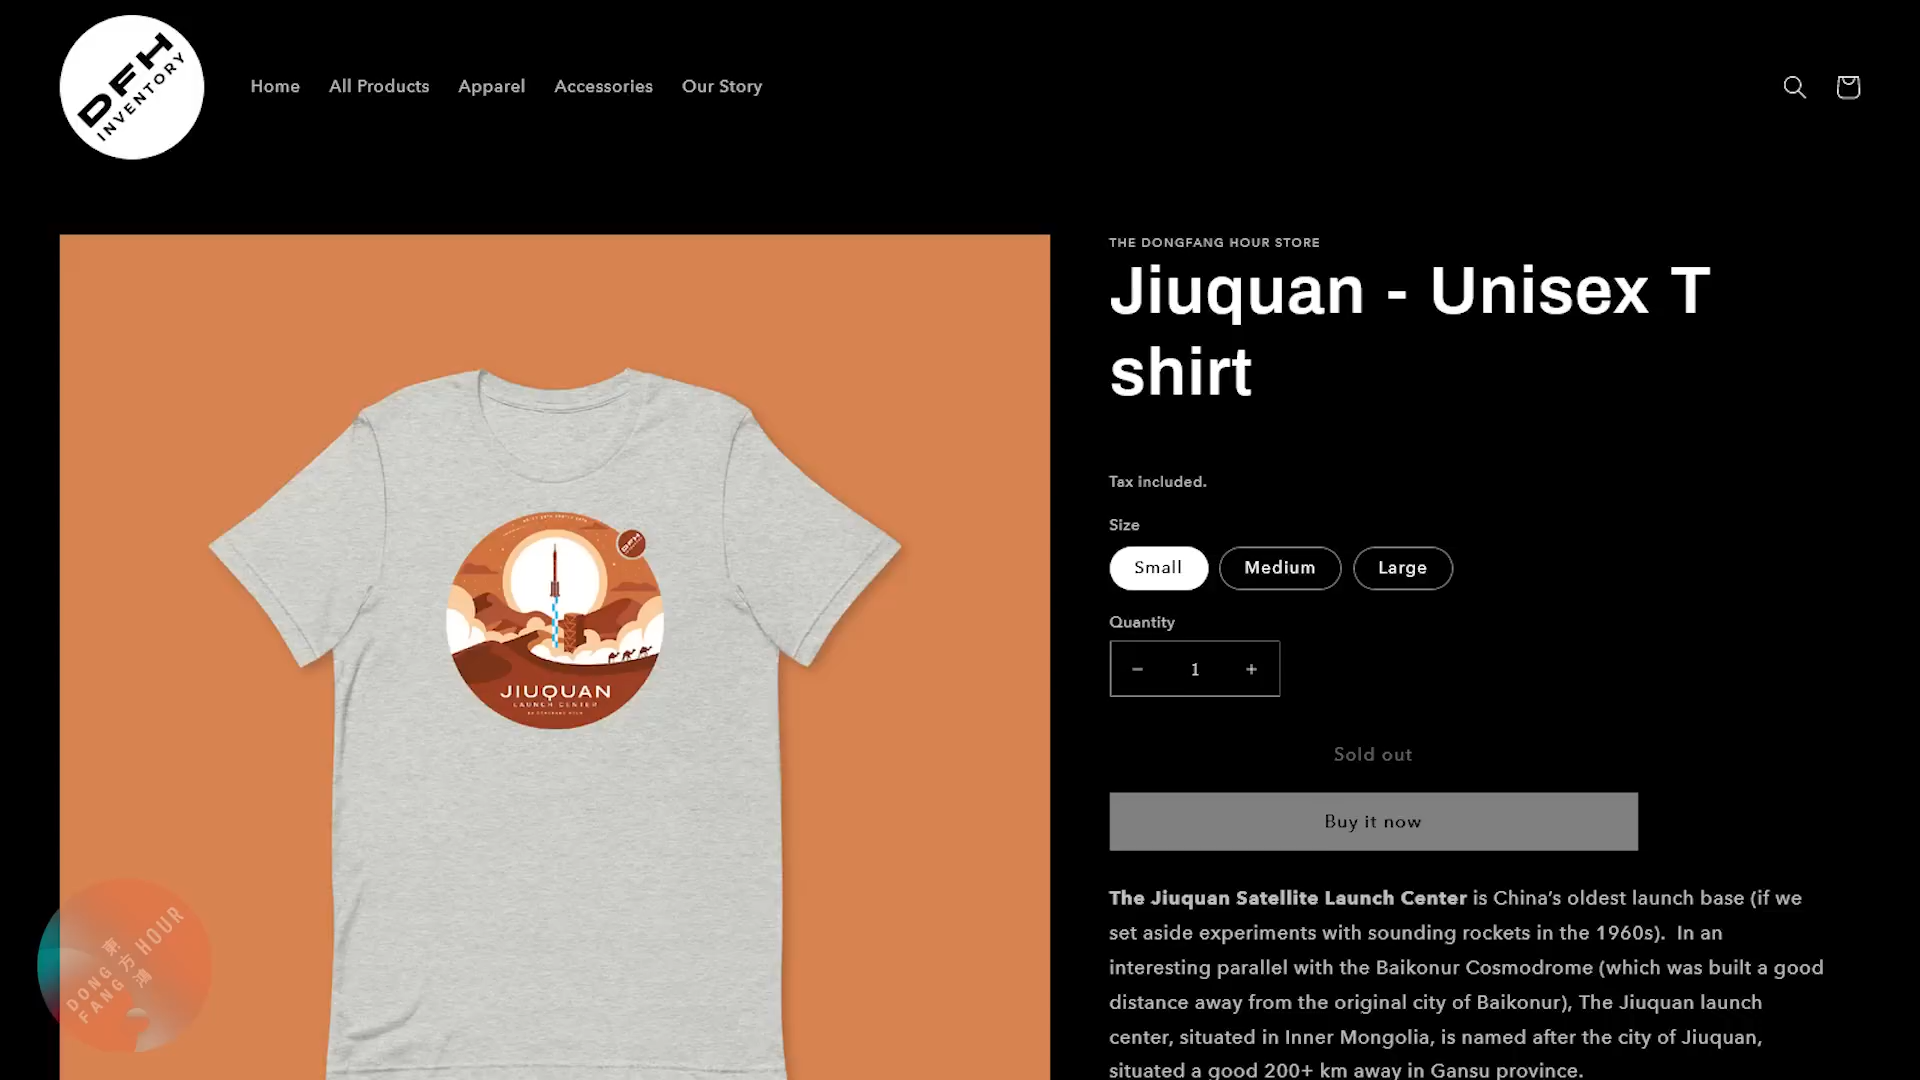 DFH
INVENTORY
Home
All Products
Apparel
Accessories
Our Story
THE DONGFANG HOUR STORE
Jiuquan - Unisex T
shirt
Tax included.
Size
Small
Medium
Large
Quantity
− 1 +
Sold out
Buy it now
The Jiuquan Satellite Launch Center is China’s oldest launch base (if we
set aside experiments with sounding rockets in the 1960s).  In an
interesting parallel with the Baikonur Cosmodrome (which was built a good
distance away from the original city of Baikonur), The Jiuquan launch
center, situated in Inner Mongolia, is named after the city of Jiuquan,
situated a good 200+ km away in Gansu province.
DFH
JIUQUAN
LAUNCH CENTER
DONG 東方 HOUR
FANG 鴻